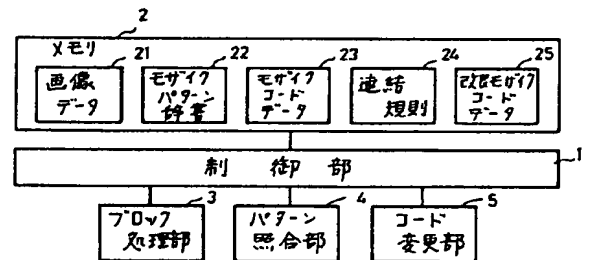 2
メモリ
21
22
23
24
25
画像
データ
モザイク
パターン
辞書
モザイク
コード
データ
連結
規則
改良モザイク
コード
データ
制御部
1
3
4
5
ブロック
処理部
パターン
照合部
コード
変更部